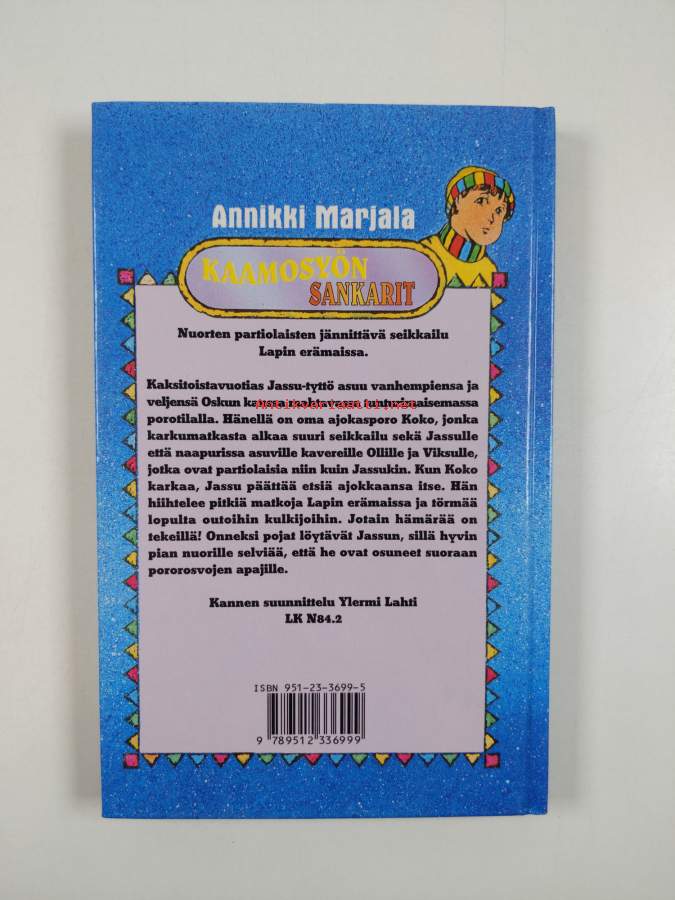 Annikki Marjala
KAAMOSYÖN
SANKARIT
Nuorten partiolaisten jännittävä seikkailu
Lapin erämaissa.
Kaksitoistavuotias Jassu-tyttö asuu vanhempiensa ja
veljensä Oskun kanssa mahtavassa tunturimaisemassa
Antikvariaatti.net
porotilalla. Hänellä on oma ajokasporo Koko, jonka
karkumatkasta alkaa suuri seikkailu sekä Jassulle
että naapurissa asuville kavereille Ollille ja Viksulle,
jotka ovat partiolaisia niin kuin Jassukin. Kun Koko
karkaa, Jassu päättää etsiä ajokkaansa itse. Hän
hiihtelee pitkiä matkoja Lapin erämaissa ja törmää
lopulta outoihin kulkijoihin. Jotain hämärää on
tekeillä! Onneksi pojat löytävät Jassun, sillä hyvin
pian nuorille selviää, että he ovat osuneet suoraan
pororosvojen apajille.
Kannen suunnittelu Ylermi Lahti
LK N84.2
ISBN 951-23-3699-5
9 789512 336999